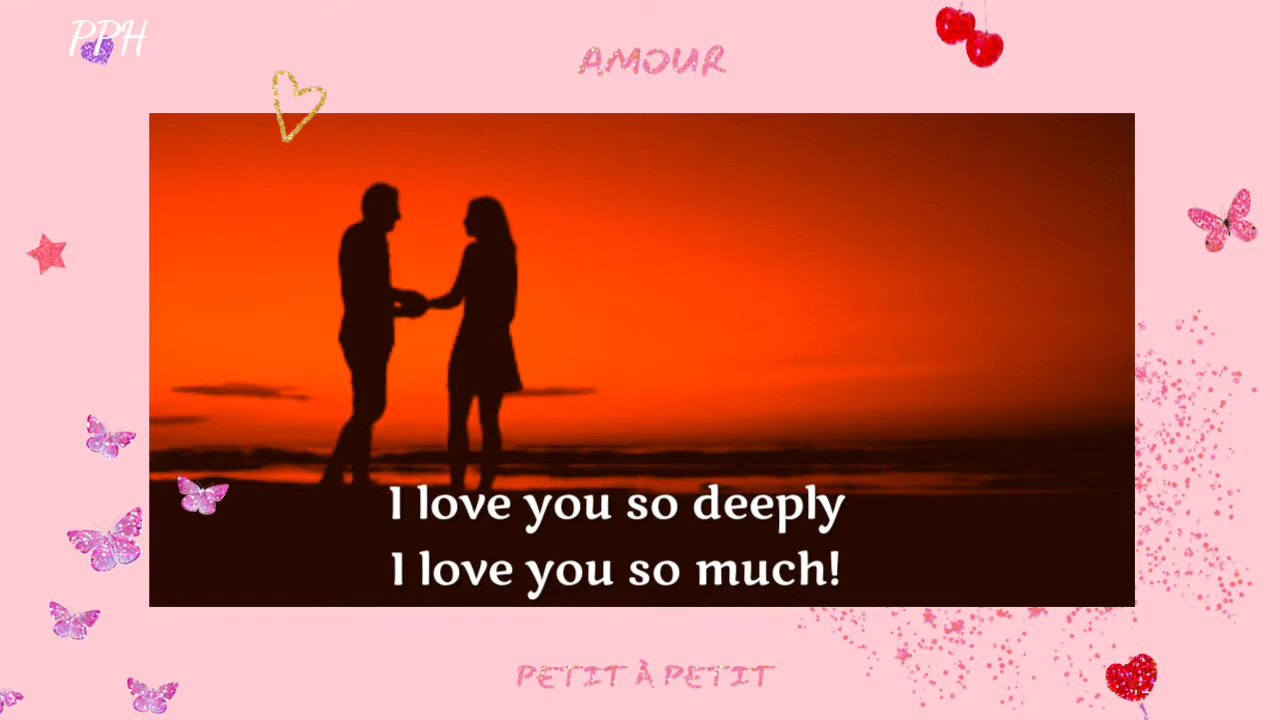 PPH
AMOUR
I love you so deeply
I love you so much!
PETIT À PETIT